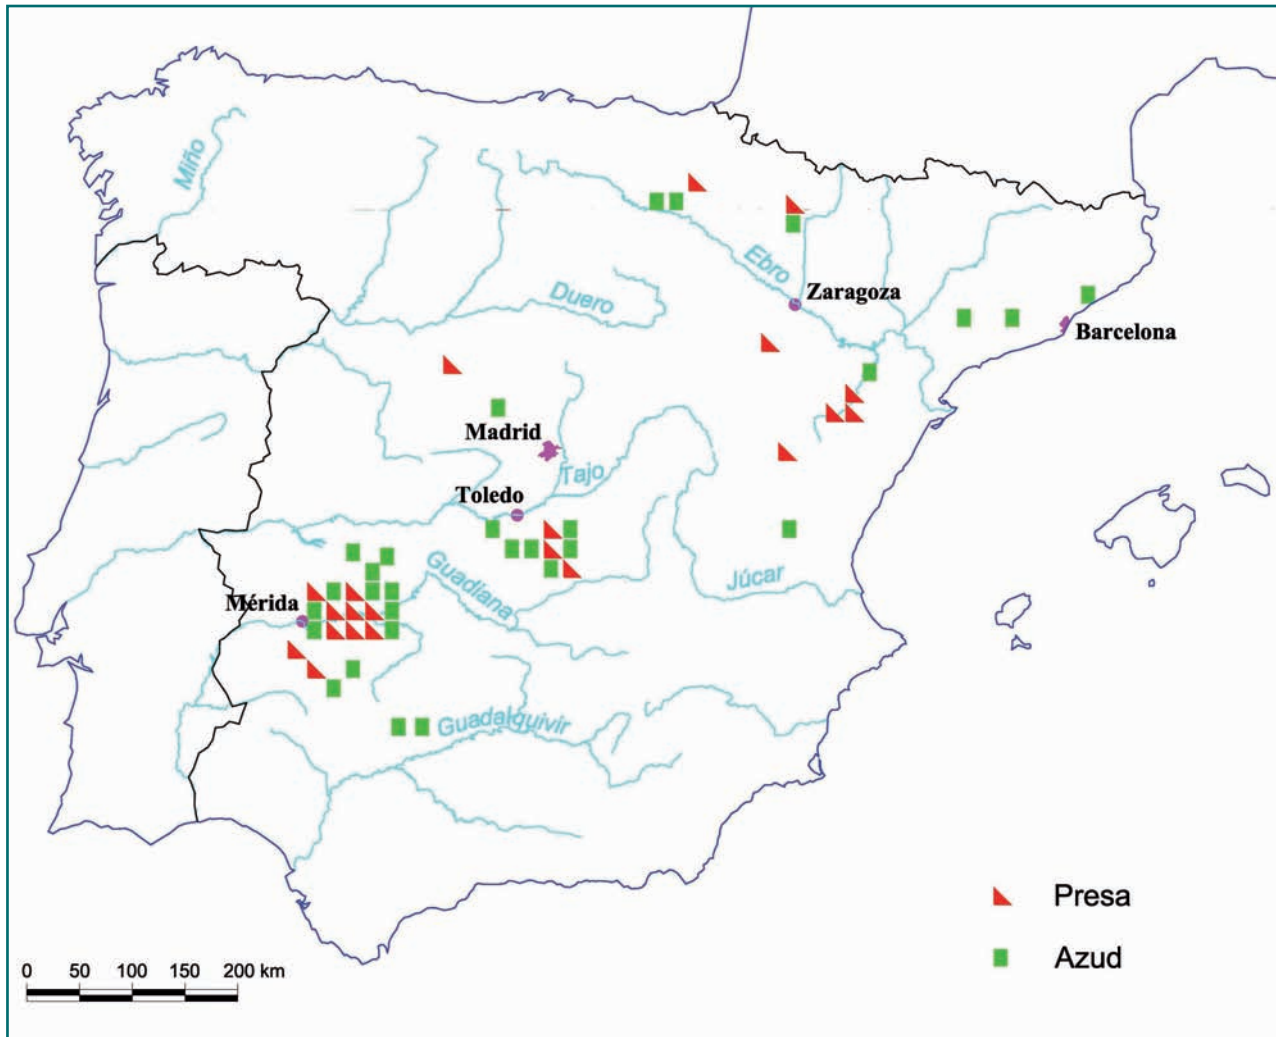 Miño
Ebro
Zaragoza
Duero
Barcelona
Madrid
Tajo
Toledo
Guadiana
Júcar
Mérida
Guadalquivir
Presa
Azud
0 50 100 150 200 km